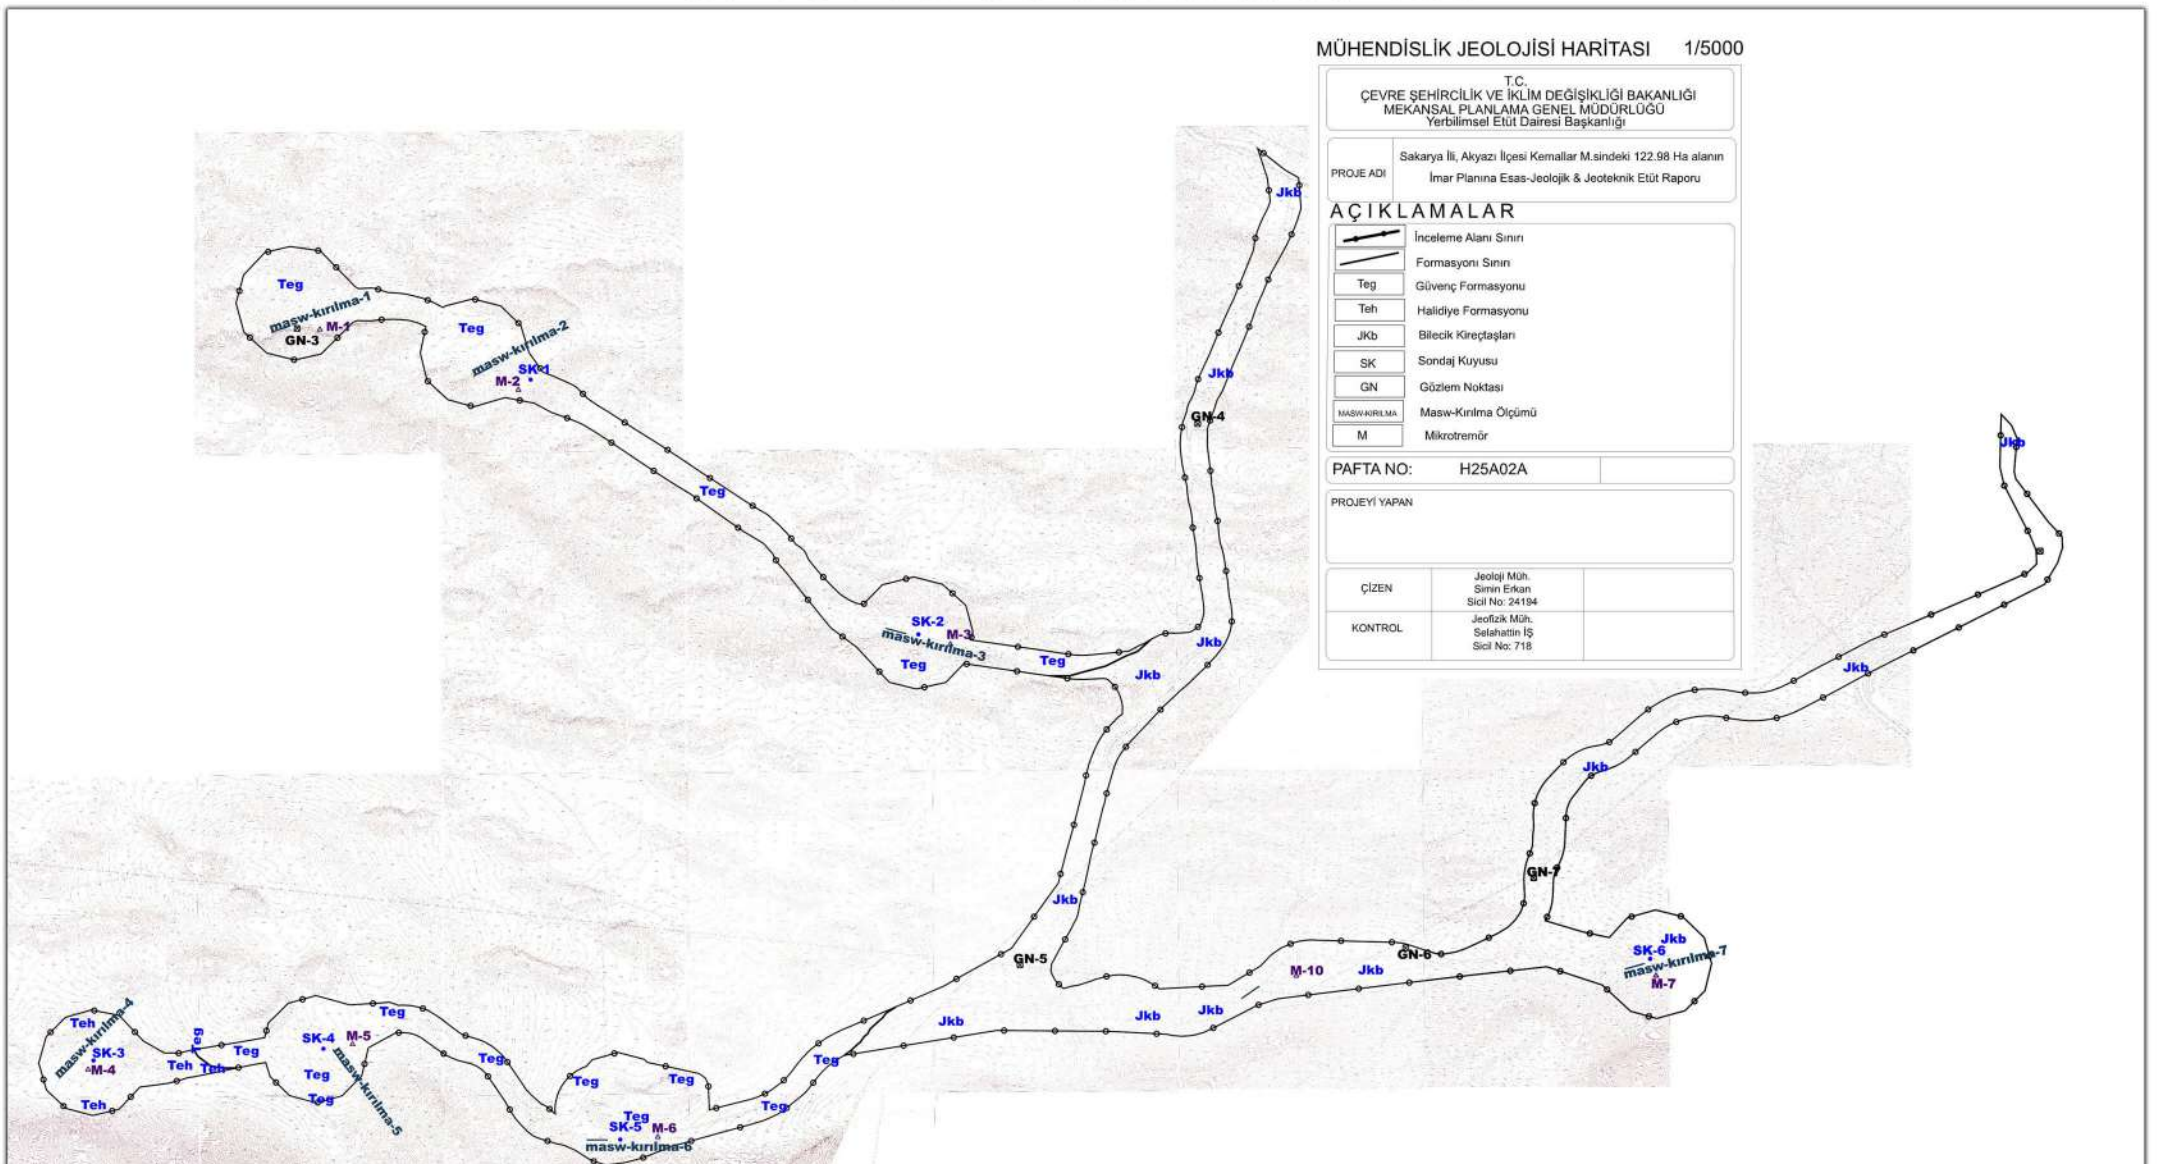 MÜHENDİSLİK JEOLOJİSİ HARİTASI 1/5000
T.C.
ÇEVRE ŞEHİRCİLİK VE İKLİM DEĞİŞİKLİĞİ BAKANLIĞI
MEKANSAL PLANLAMA GENEL MÜDÜRLÜĞÜ
Yerbilimsel Etüt Dairesi Başkanlığı
PROJE ADI
Sakarya İli, Akyazı İlçesi Kemallar M.sindeki 122.98 Ha alanın
İmar Planına Esas-Jeolojik & Jeoteknik Etüt Raporu
AÇIKLAMALAR
İnceleme Alanı Sınırı
Formasyonı Sınırı
Teg Güvenç Formasyonu
Teh Halidiye Formasyonu
JKb Bilecik Kireçtaşları
SK Sondaj Kuyusu
GN Gözlem Noktası
MASW-KIRILMA Masw-Kırılma Ölçümü
M Mikrotremör
PAFTA NO: H25A02A
PROJEYİ YAPAN
ÇİZEN
Jeoloji Müh.
Simin Erkan
Sicil No: 24194
KONTROL
Jeofizik Müh.
Selahattin İŞ
Sicil No: 718
Jkb
Teg
masw-kırılma-1
M-1
GN-3
Teg
masw-kırılma-2
SK-1
M-2
Jkb
GN-4
Jkb
Teg
SK-2
M-3
masw-kırılma-3
Teg
Teg
Jkb
Jkb
Jkb
Jkb
GN-7
Jkb
GN-5
GN-6
M-10
Jkb
Jkb
SK-6
masw-kırılma-7
M-7
Jkb
Jkb
Jkb
Teh
masw-kırılma-4
SK-3
M-4
Teh
Teg
Teg
Teh
Teh
SK-4
M-5
Teg
Teg
Teg
masw-kırılma-5
Teg
Teg
Teg
Teg
SK-5
M-6
masw-kırılma-6
Teg
Teg